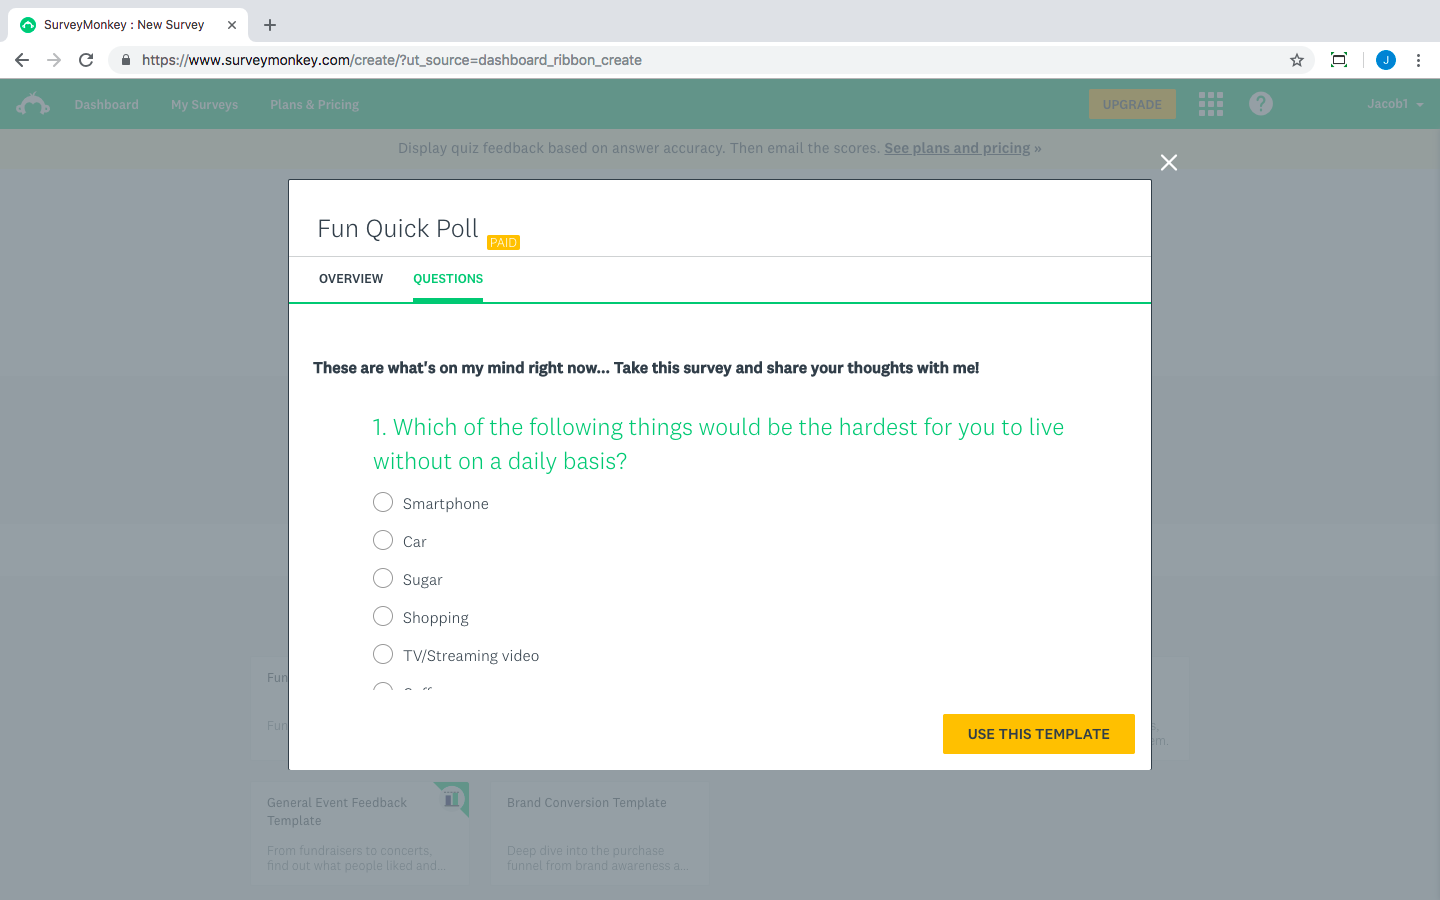 SurveyMonkey : New Survey
https://www.surveymonkey.com/create/?ut_source=dashboard_ribbon_create
J
Dashboard
My Surveys
Plans & Pricing
UPGRADE
?
Jacob1
Display quiz feedback based on answer accuracy. Then email the scores. See plans and pricing »
Fun Quick Poll
PAID
OVERVIEW
QUESTIONS
These are what's on my mind right now... Take this survey and share your thoughts with me!
1. Which of the following things would be the hardest for you to live
without on a daily basis?
Smartphone
Car
Sugar
Shopping
TV/Streaming video
USE THIS TEMPLATE
Fun
Fun
General Event Feedback
Template
From fundraisers to concerts,
find out what people liked and...
Brand Conversion Template
Deep dive into the purchase
funnel from brand awareness a...